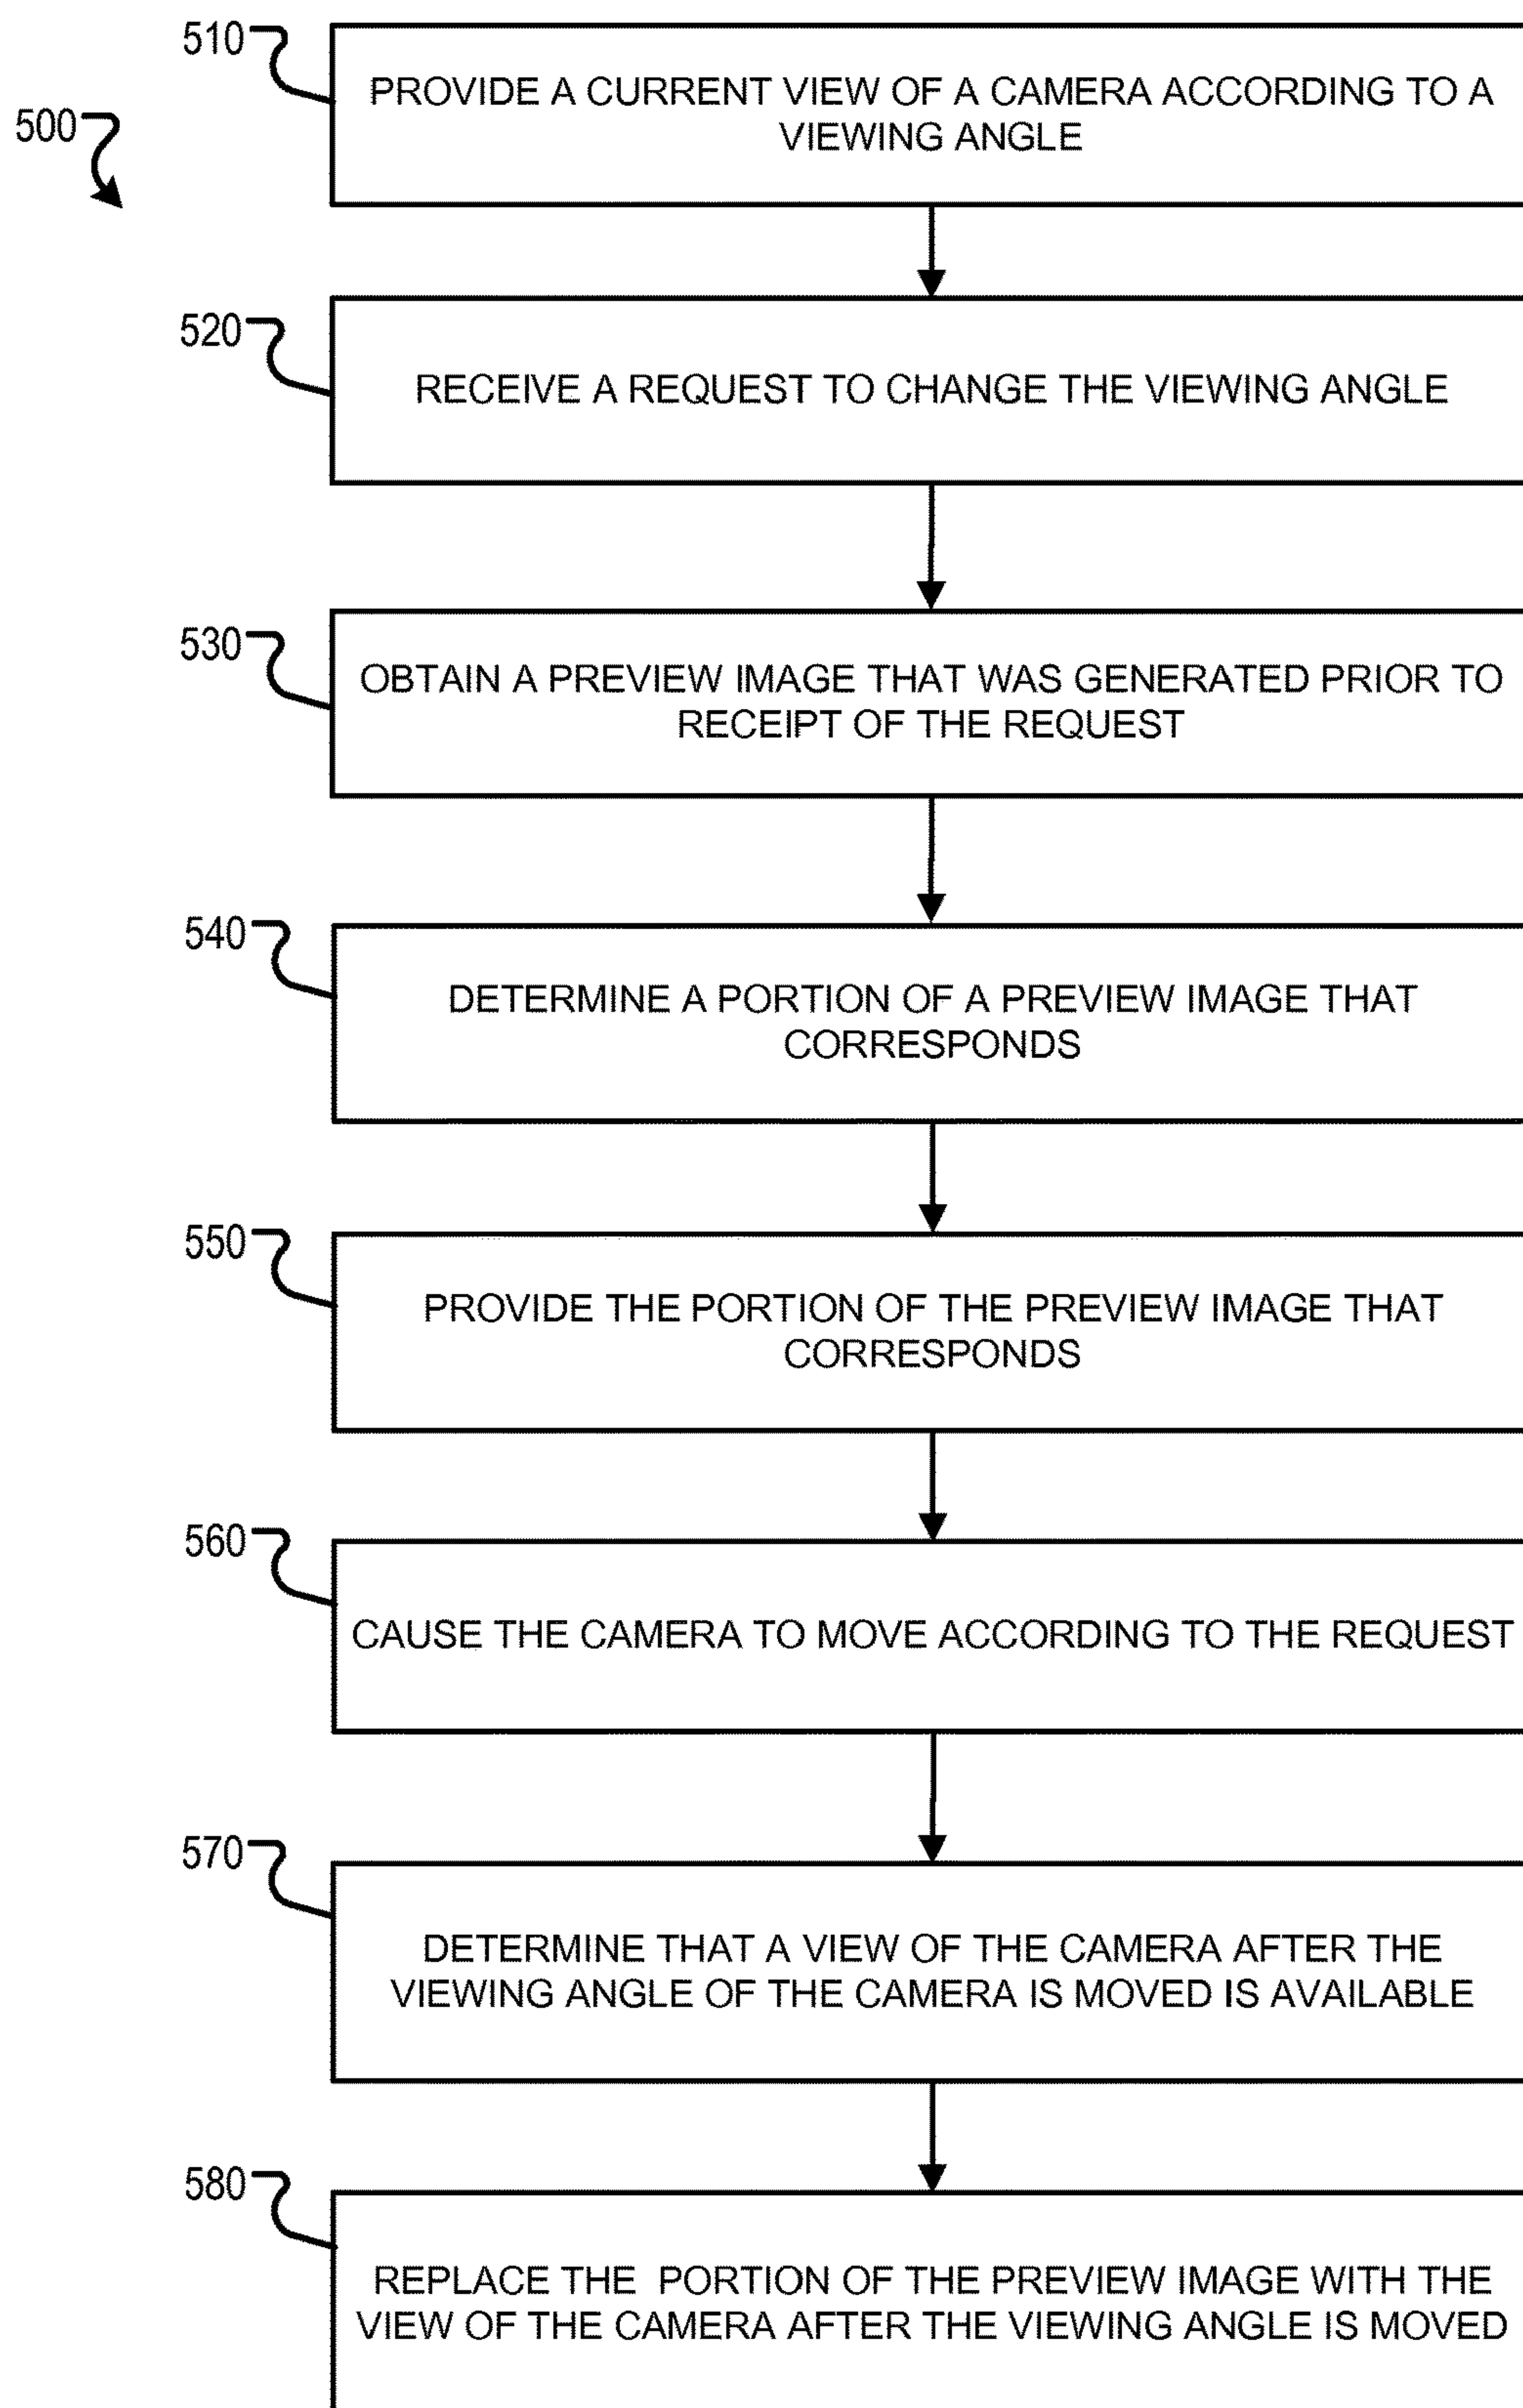 510
PROVIDE A CURRENT VIEW OF A CAMERA ACCORDING TO A
VIEWING ANGLE
500
520
RECEIVE A REQUEST TO CHANGE THE VIEWING ANGLE
530
OBTAIN A PREVIEW IMAGE THAT WAS GENERATED PRIOR TO
RECEIPT OF THE REQUEST
540
DETERMINE A PORTION OF A PREVIEW IMAGE THAT
CORRESPONDS
550
PROVIDE THE PORTION OF THE PREVIEW IMAGE THAT
CORRESPONDS
560
CAUSE THE CAMERA TO MOVE ACCORDING TO THE REQUEST
570
DETERMINE THAT A VIEW OF THE CAMERA AFTER THE
VIEWING ANGLE OF THE CAMERA IS MOVED IS AVAILABLE
580
REPLACE THE PORTION OF THE PREVIEW IMAGE WITH THE
VIEW OF THE CAMERA AFTER THE VIEWING ANGLE IS MOVED